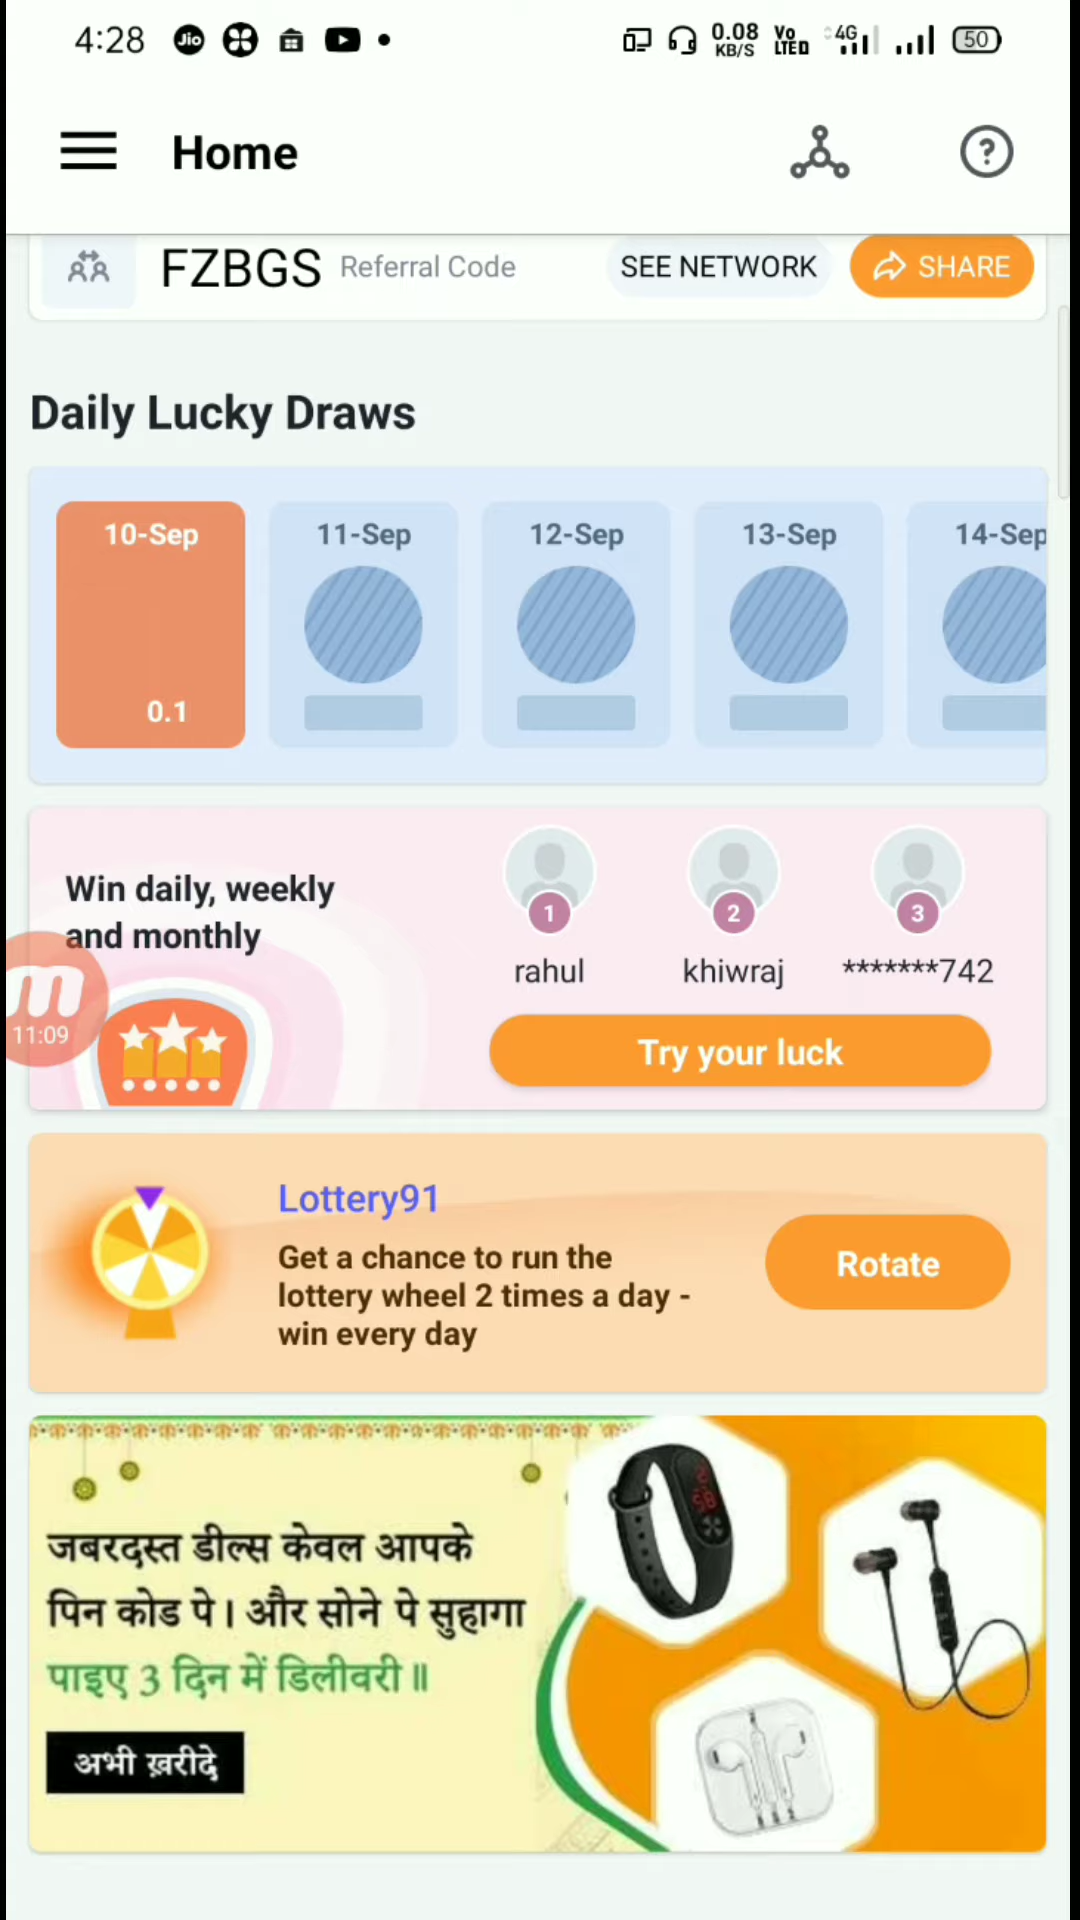 4:28
Jio
0.08
KB/S
Vo
LTE
4G
50
Home
?
FZBGS Referral Code SEE NETWORK SHARE
Daily Lucky Draws
10-Sep 11-Sep 12-Sep 13-Sep 14-Sep
0.1
Win daily, weekly
and monthly
1 2 3
rahul khiwraj *******742
m
11:09
Try your luck
Lottery91
Get a chance to run the
lottery wheel 2 times a day -
win every day
Rotate
जबरदस्त डील्स केवल आपके
पिन कोड पे। और सोने पे सुहागा
पाइए 3 दिन में डिलीवरी॥
अभी ख़रीदे